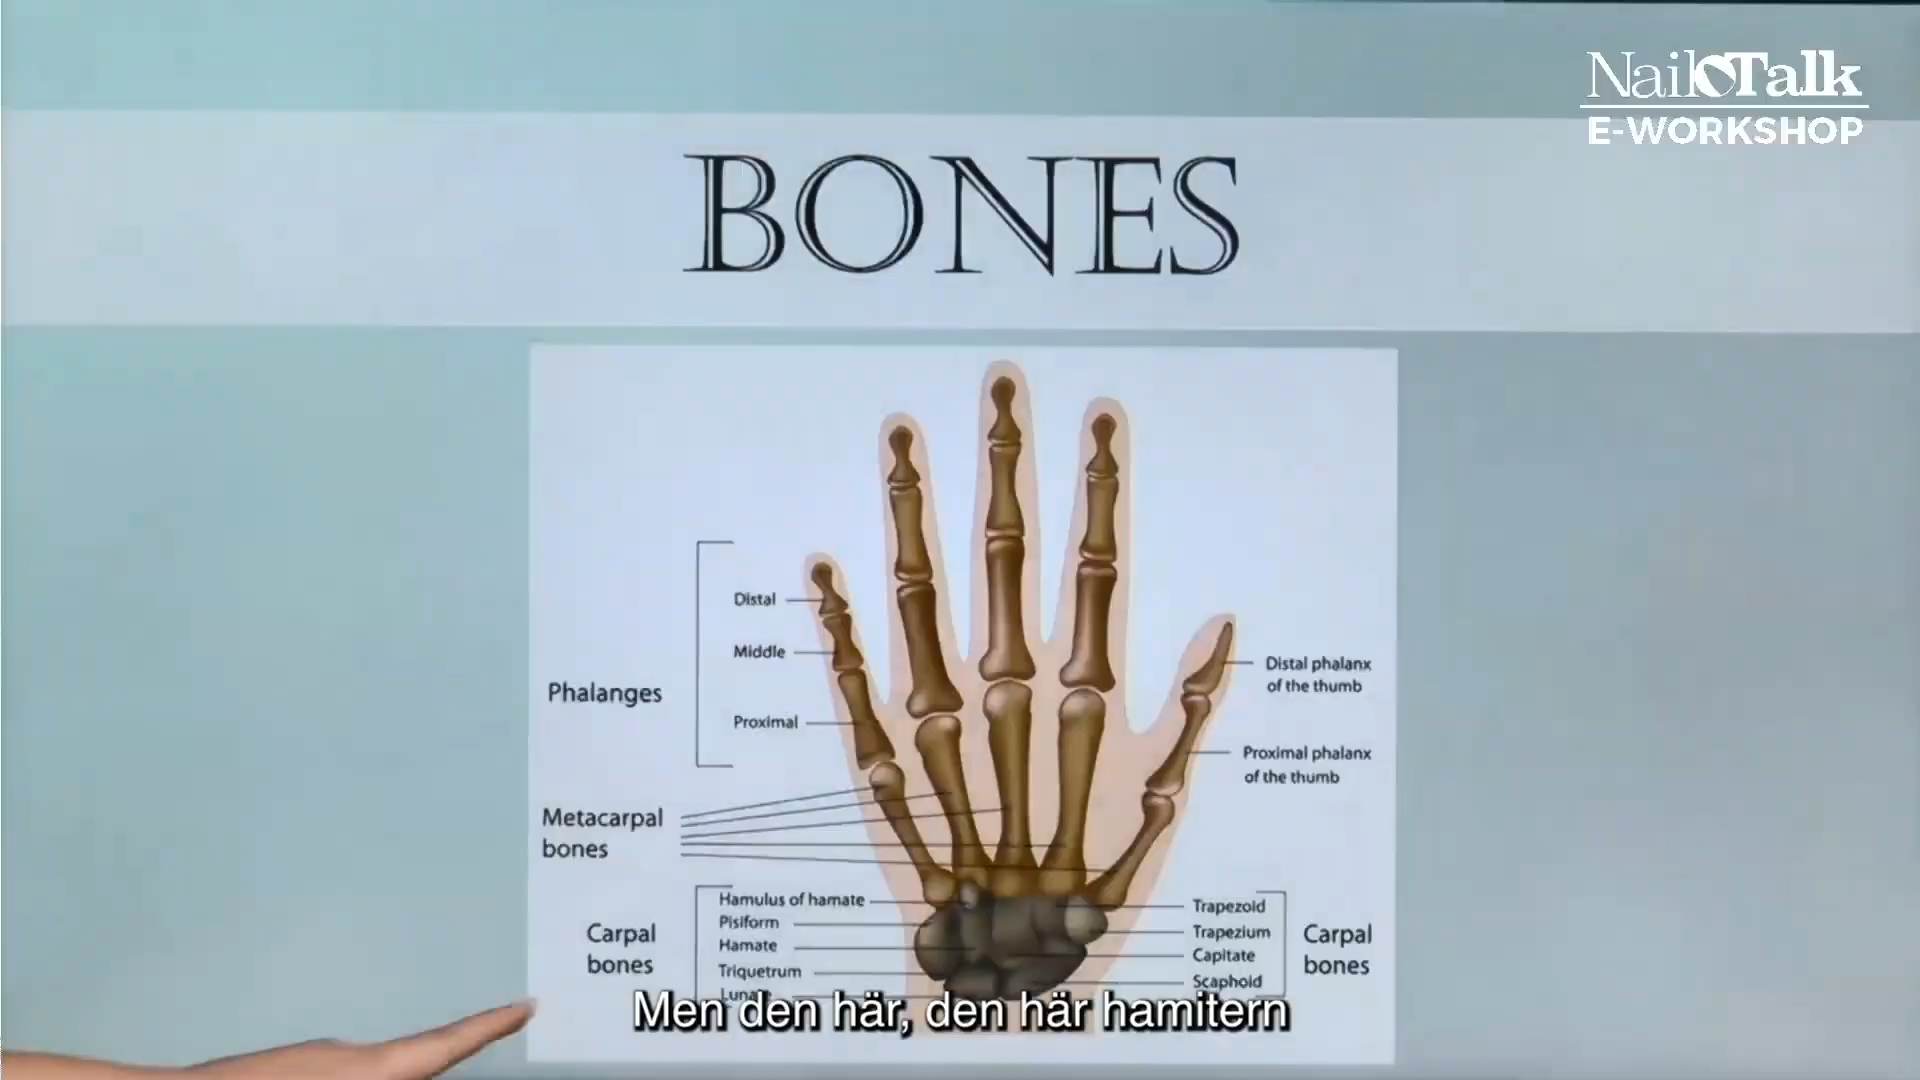 Nail Talk
E-WORKSHOP
BONES
Distal
Middle
Phalanges
Proximal
Distal phalanx
of the thumb
Proximal phalanx
of the thumb
Metacarpal
bones
Hamulus of hamate
Pisiform
Hamate
Triquetrum
Carpal
bones
Trapezoid
Trapezium
Capitate
Scaphoid
Carpal
bones
Men den här, den här hamitern